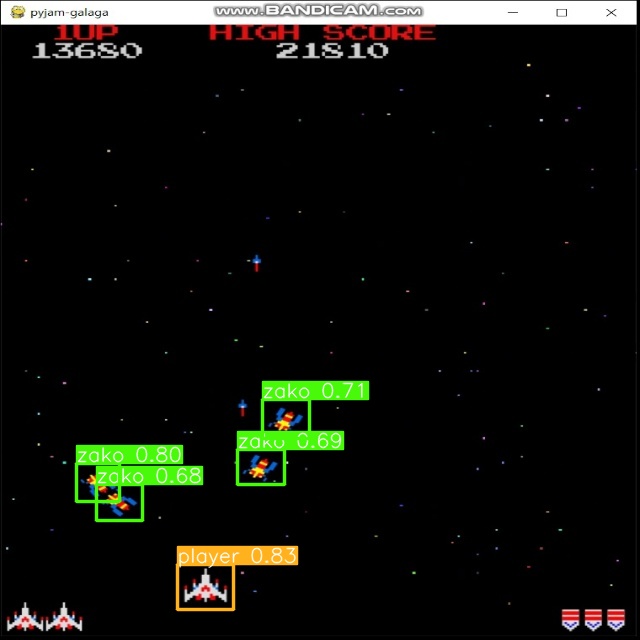 pyjam-galaga
www.BANDICAM.com
1UP HIGH SCORE
13680 21810
zako 0.71
zako 0.69
zako 0.80
zako 0.68
player 0.83